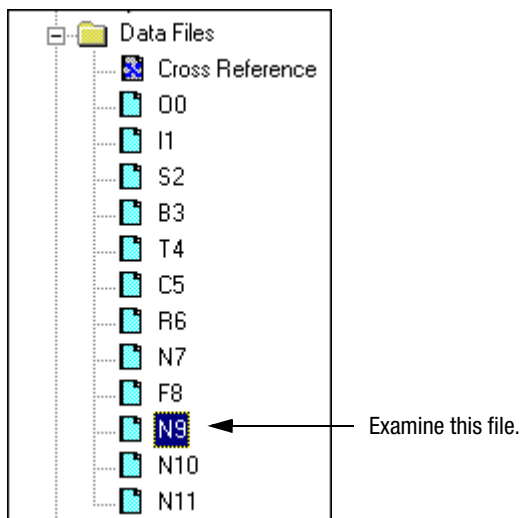 Data Files
Cross Reference
O0
I1
S2
B3
T4
C5
R6
N7
F8
N9
Examine this file.
N10
N11